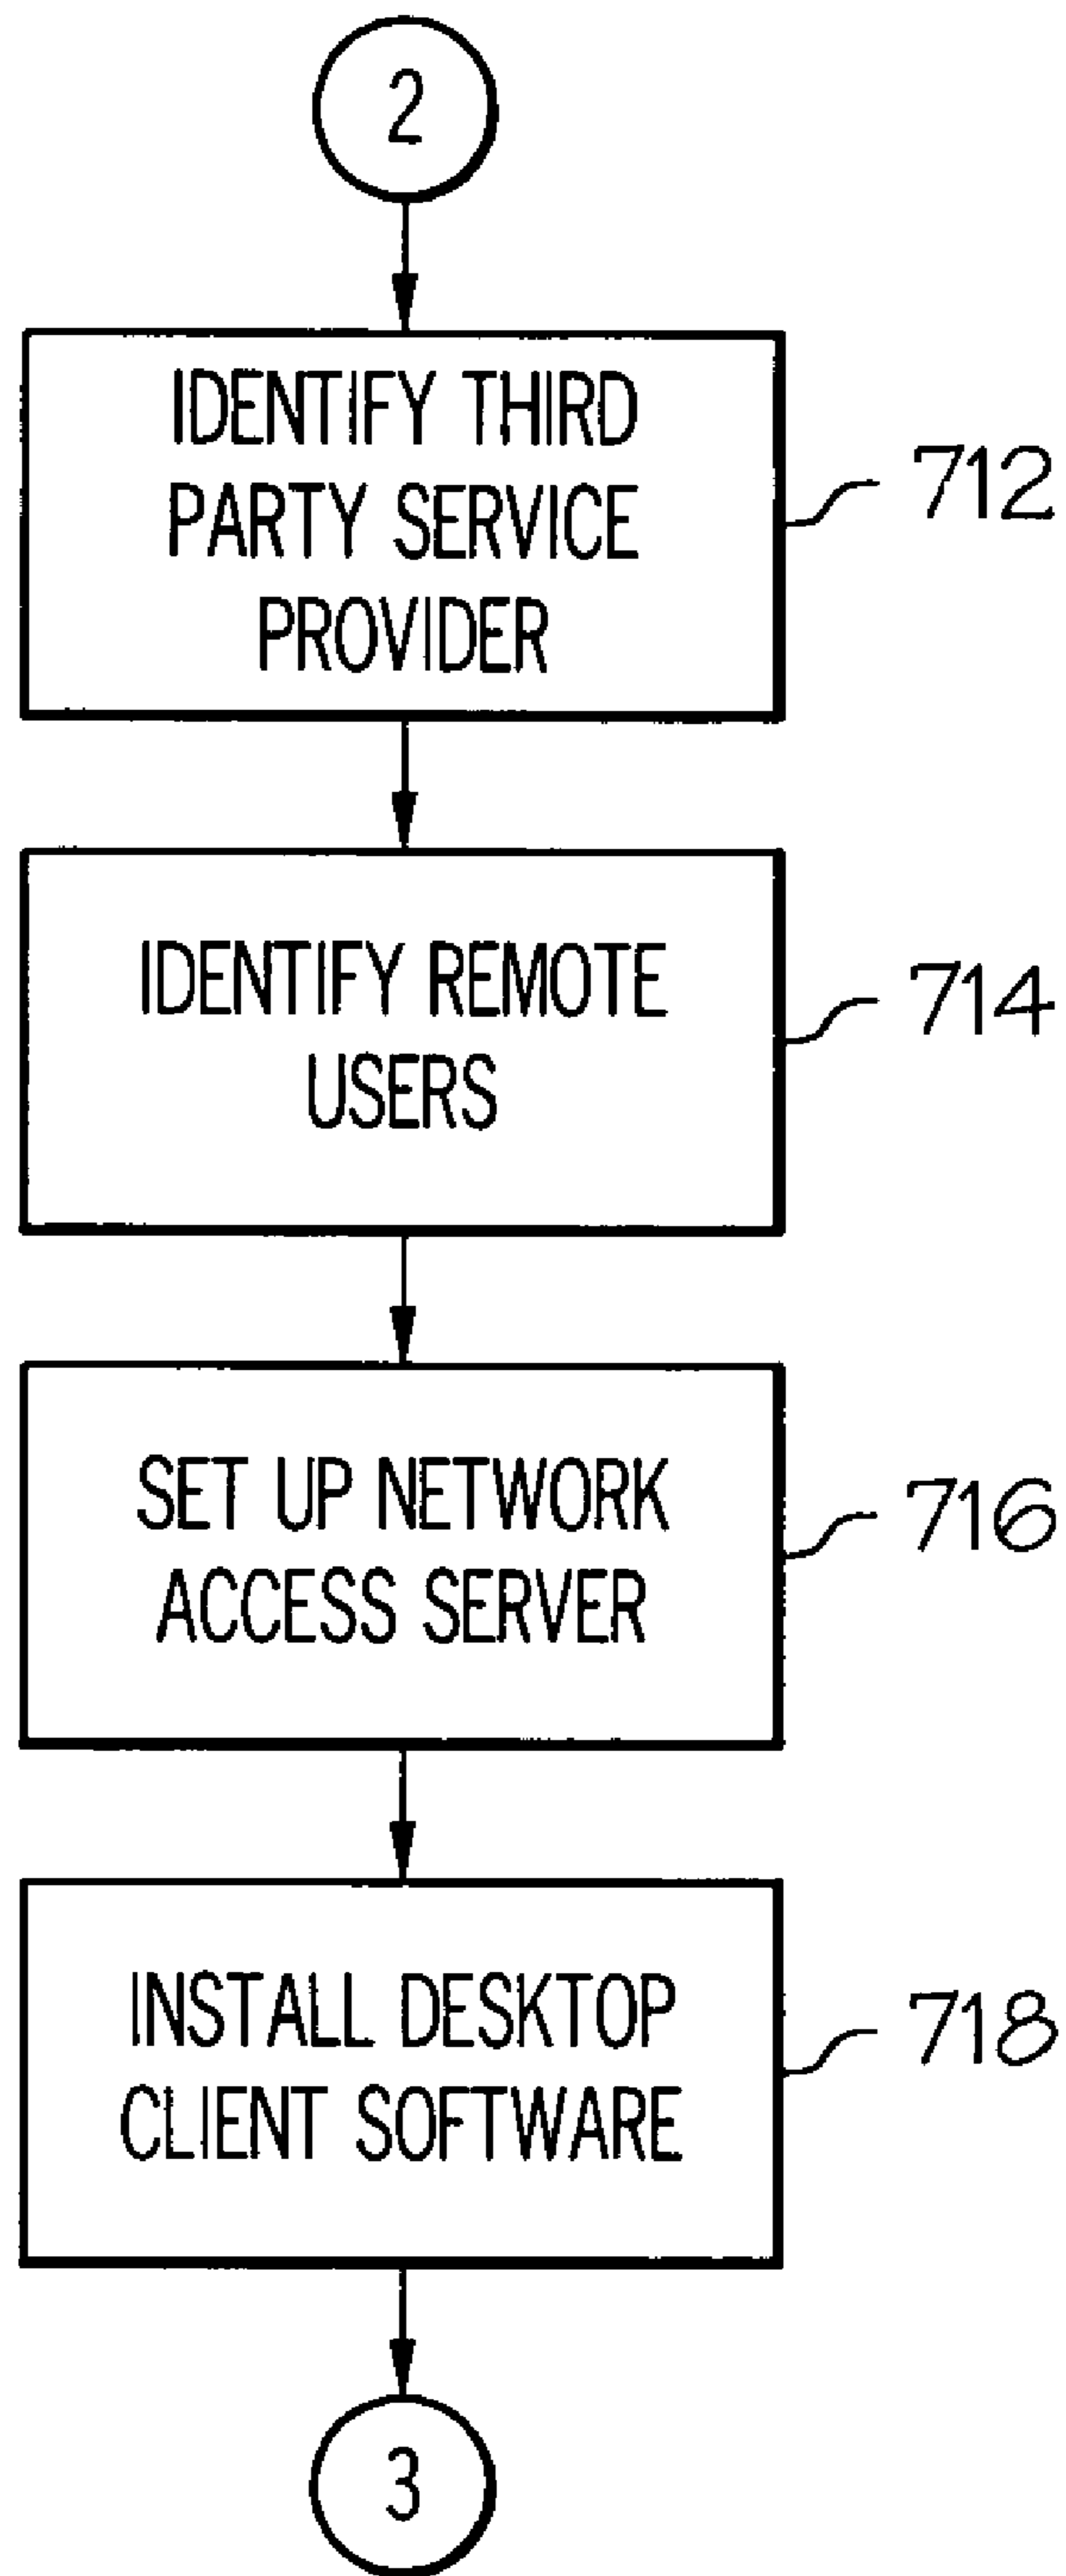 2
IDENTIFY THIRD
PARTY SERVICE
PROVIDER
712
IDENTIFY REMOTE
USERS
714
SET UP NETWORK
ACCESS SERVER
716
INSTALL DESKTOP
CLIENT SOFTWARE
718
3